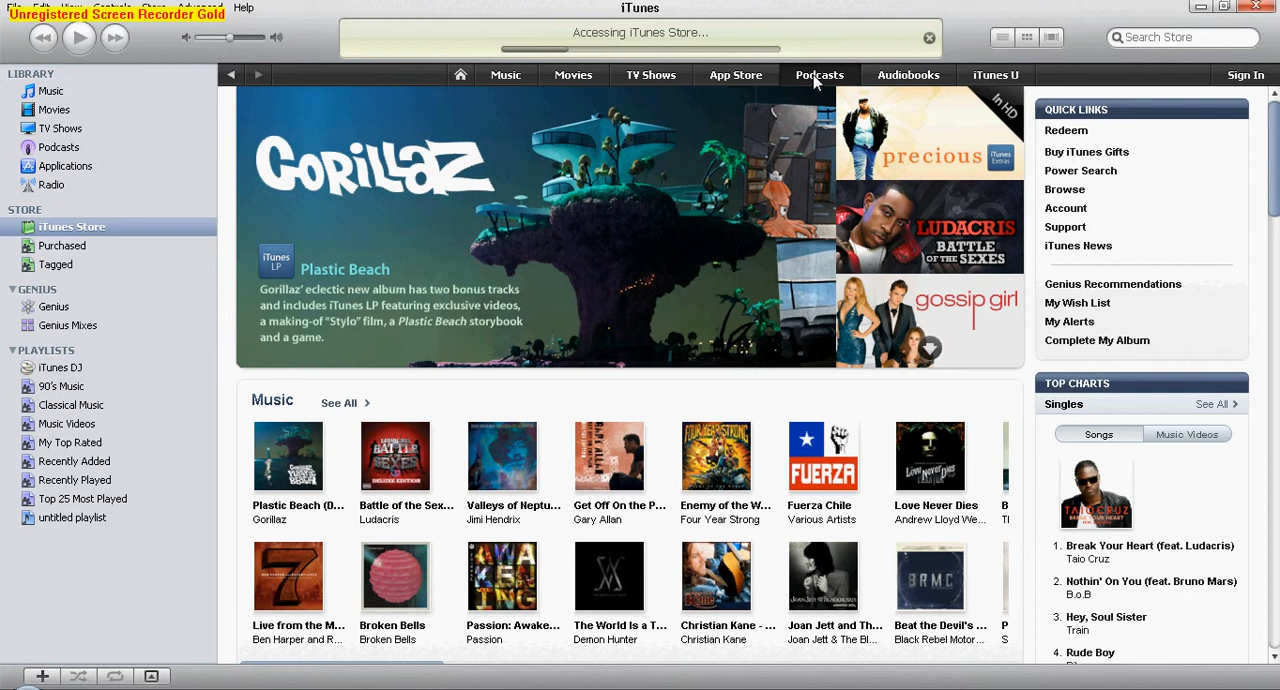 File Edit View Controls Store Advanced Help
Unregistered Screen Recorder Gold
iTunes
Accessing iTunes Store...
Search Store
LIBRARY
Music
Movies
TV Shows
Podcasts
Applications
Radio
STORE
iTunes Store
Purchased
Tagged
GENIUS
Genius
Genius Mixes
PLAYLISTS
iTunes DJ
90's Music
Classical Music
Music Videos
My Top Rated
Recently Added
Recently Played
Top 25 Most Played
untitled playlist
Music Movies TV Shows App Store Podcasts Audiobooks iTunes U Sign In
GORILLAZ
iTunes LP
Plastic Beach
Gorillaz' eclectic new album has two bonus tracks
and includes iTunes LP featuring exclusive videos,
a making-of "Stylo" film, a Plastic Beach storybook
and a game.
In HD
precious
iTunes Extras
LUDACRIS
BATTLE
OF THE SEXES
gossip girl
Music See All
Plastic Beach (D... Battle of the Sex... Valleys of Neptu... Get Off On the P... Enemy of the W... Fuerza Chile Love Never Dies
Gorillaz Ludacris Jimi Hendrix Gary Allan Four Year Strong Various Artists Andrew Lloyd We...
FUERZA
Live from the M... Broken Bells Passion: Awake... The World is a T... Christian Kane - ... Joan Jett and Th... Beat the Devil's ...
Ben Harper and R... Broken Bells Passion Demon Hunter Christian Kane Joan Jett & The Bl... Black Rebel Motor...
QUICK LINKS
Redeem
Buy iTunes Gifts
Power Search
Browse
Account
Support
iTunes News
Genius Recommendations
My Wish List
My Alerts
Complete My Album
TOP CHARTS
Singles See All
Songs Music Videos
TAIO CRUZ
1. Break Your Heart (feat. Ludacris)
Taio Cruz
2. Nothin' On You (feat. Bruno Mars)
B.o.B
3. Hey, Soul Sister
Train
4. Rude Boy